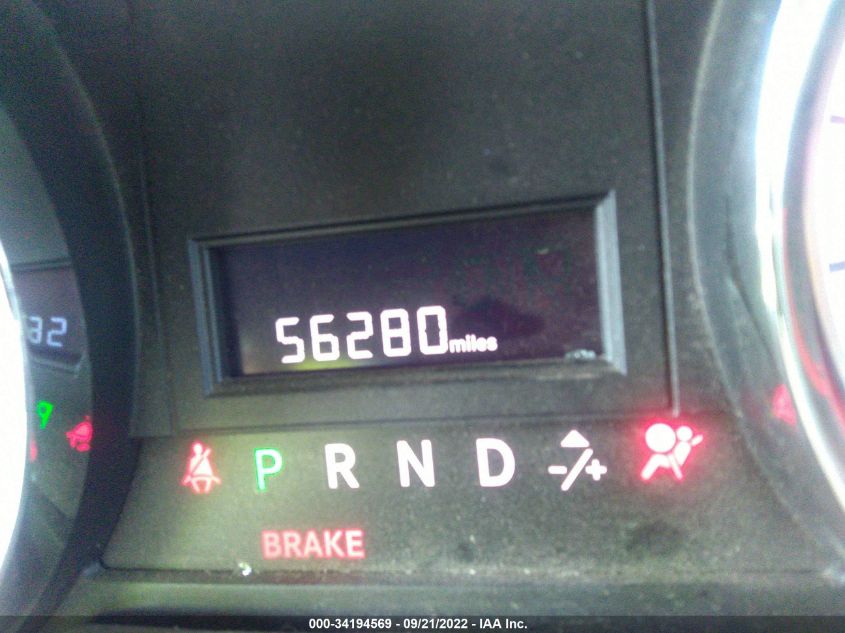 56280 miles
32
P R N D -/+
BRAKE
000-34194569 - 09/21/2022 - IAA Inc.